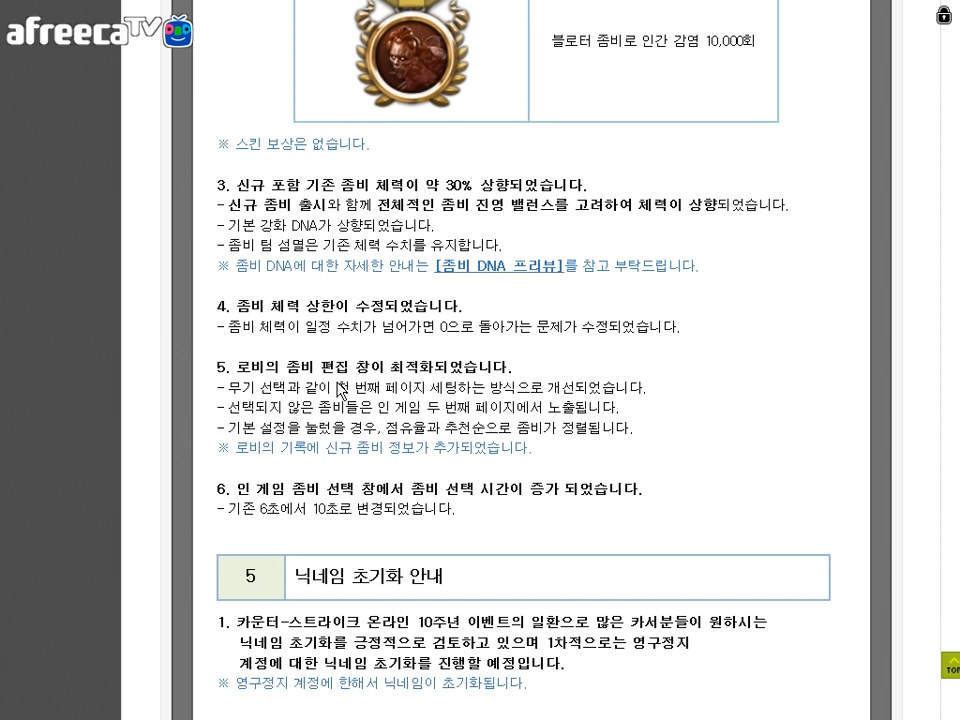 afreecaTV
블로터 좀비로 인간 감염 10,000회
※ 스킨 보상은 없습니다.
3. 신규 포함 기존 좀비 체력이 약 30% 상향되었습니다.
- 신규 좀비 출시와 함께 전체적인 좀비 진영 밸런스를 고려하여 체력이 상향되었습니다.
- 기본 강화 DNA가 상향되었습니다.
- 좀비 팀 섬멸은 기존 체력 수치를 유지합니다.
※ 좀비 DNA에 대한 자세한 안내는 [좀비 DNA 프리뷰]를 참고 부탁드립니다.
4. 좀비 체력 상한이 수정되었습니다.
- 좀비 체력이 일정 수치가 넘어가면 0으로 돌아가는 문제가 수정되었습니다.
5. 로비의 좀비 편집 창이 최적화되었습니다.
- 무기 선택과 같이 첫 번째 페이지 세팅하는 방식으로 개선되었습니다.
- 선택되지 않은 좀비들은 인 게임 두 번째 페이지에서 노출됩니다.
- 기본 설정을 눌렀을 경우, 점유율과 추천순으로 좀비가 정렬됩니다.
※ 로비의 기록에 신규 좀비 정보가 추가되었습니다.
6. 인 게임 좀비 선택 창에서 좀비 선택 시간이 증가 되었습니다.
- 기존 6초에서 10초로 변경되었습니다.
5 닉네임 초기화 안내
1. 카운터-스트라이크 온라인 10주년 이벤트의 일환으로 많은 카서분들이 원하시는
닉네임 초기화를 긍정적으로 검토하고 있으며 1차적으로는 영구정지
계정에 대한 닉네임 초기화를 진행할 예정입니다.
※ 영구정지 계정에 한해서 닉네임이 초기화됩니다.
TOP